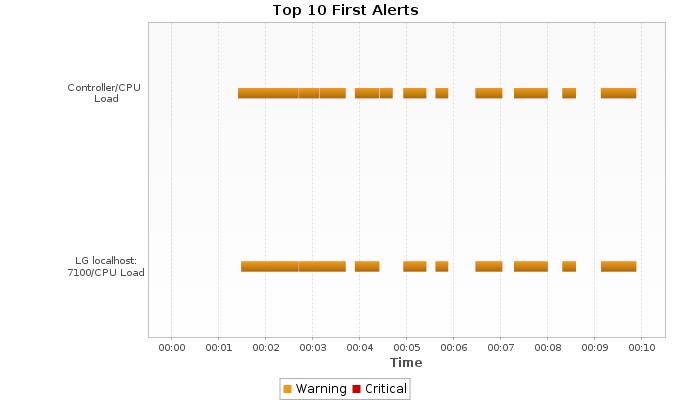 Top 10 First Alerts
Controller/CPU
Load
LG localhost:
7100/CPU Load
00:00 00:01 00:02 00:03 00:04 00:05 00:06 00:07 00:08 00:09 00:10
Time
Warning Critical